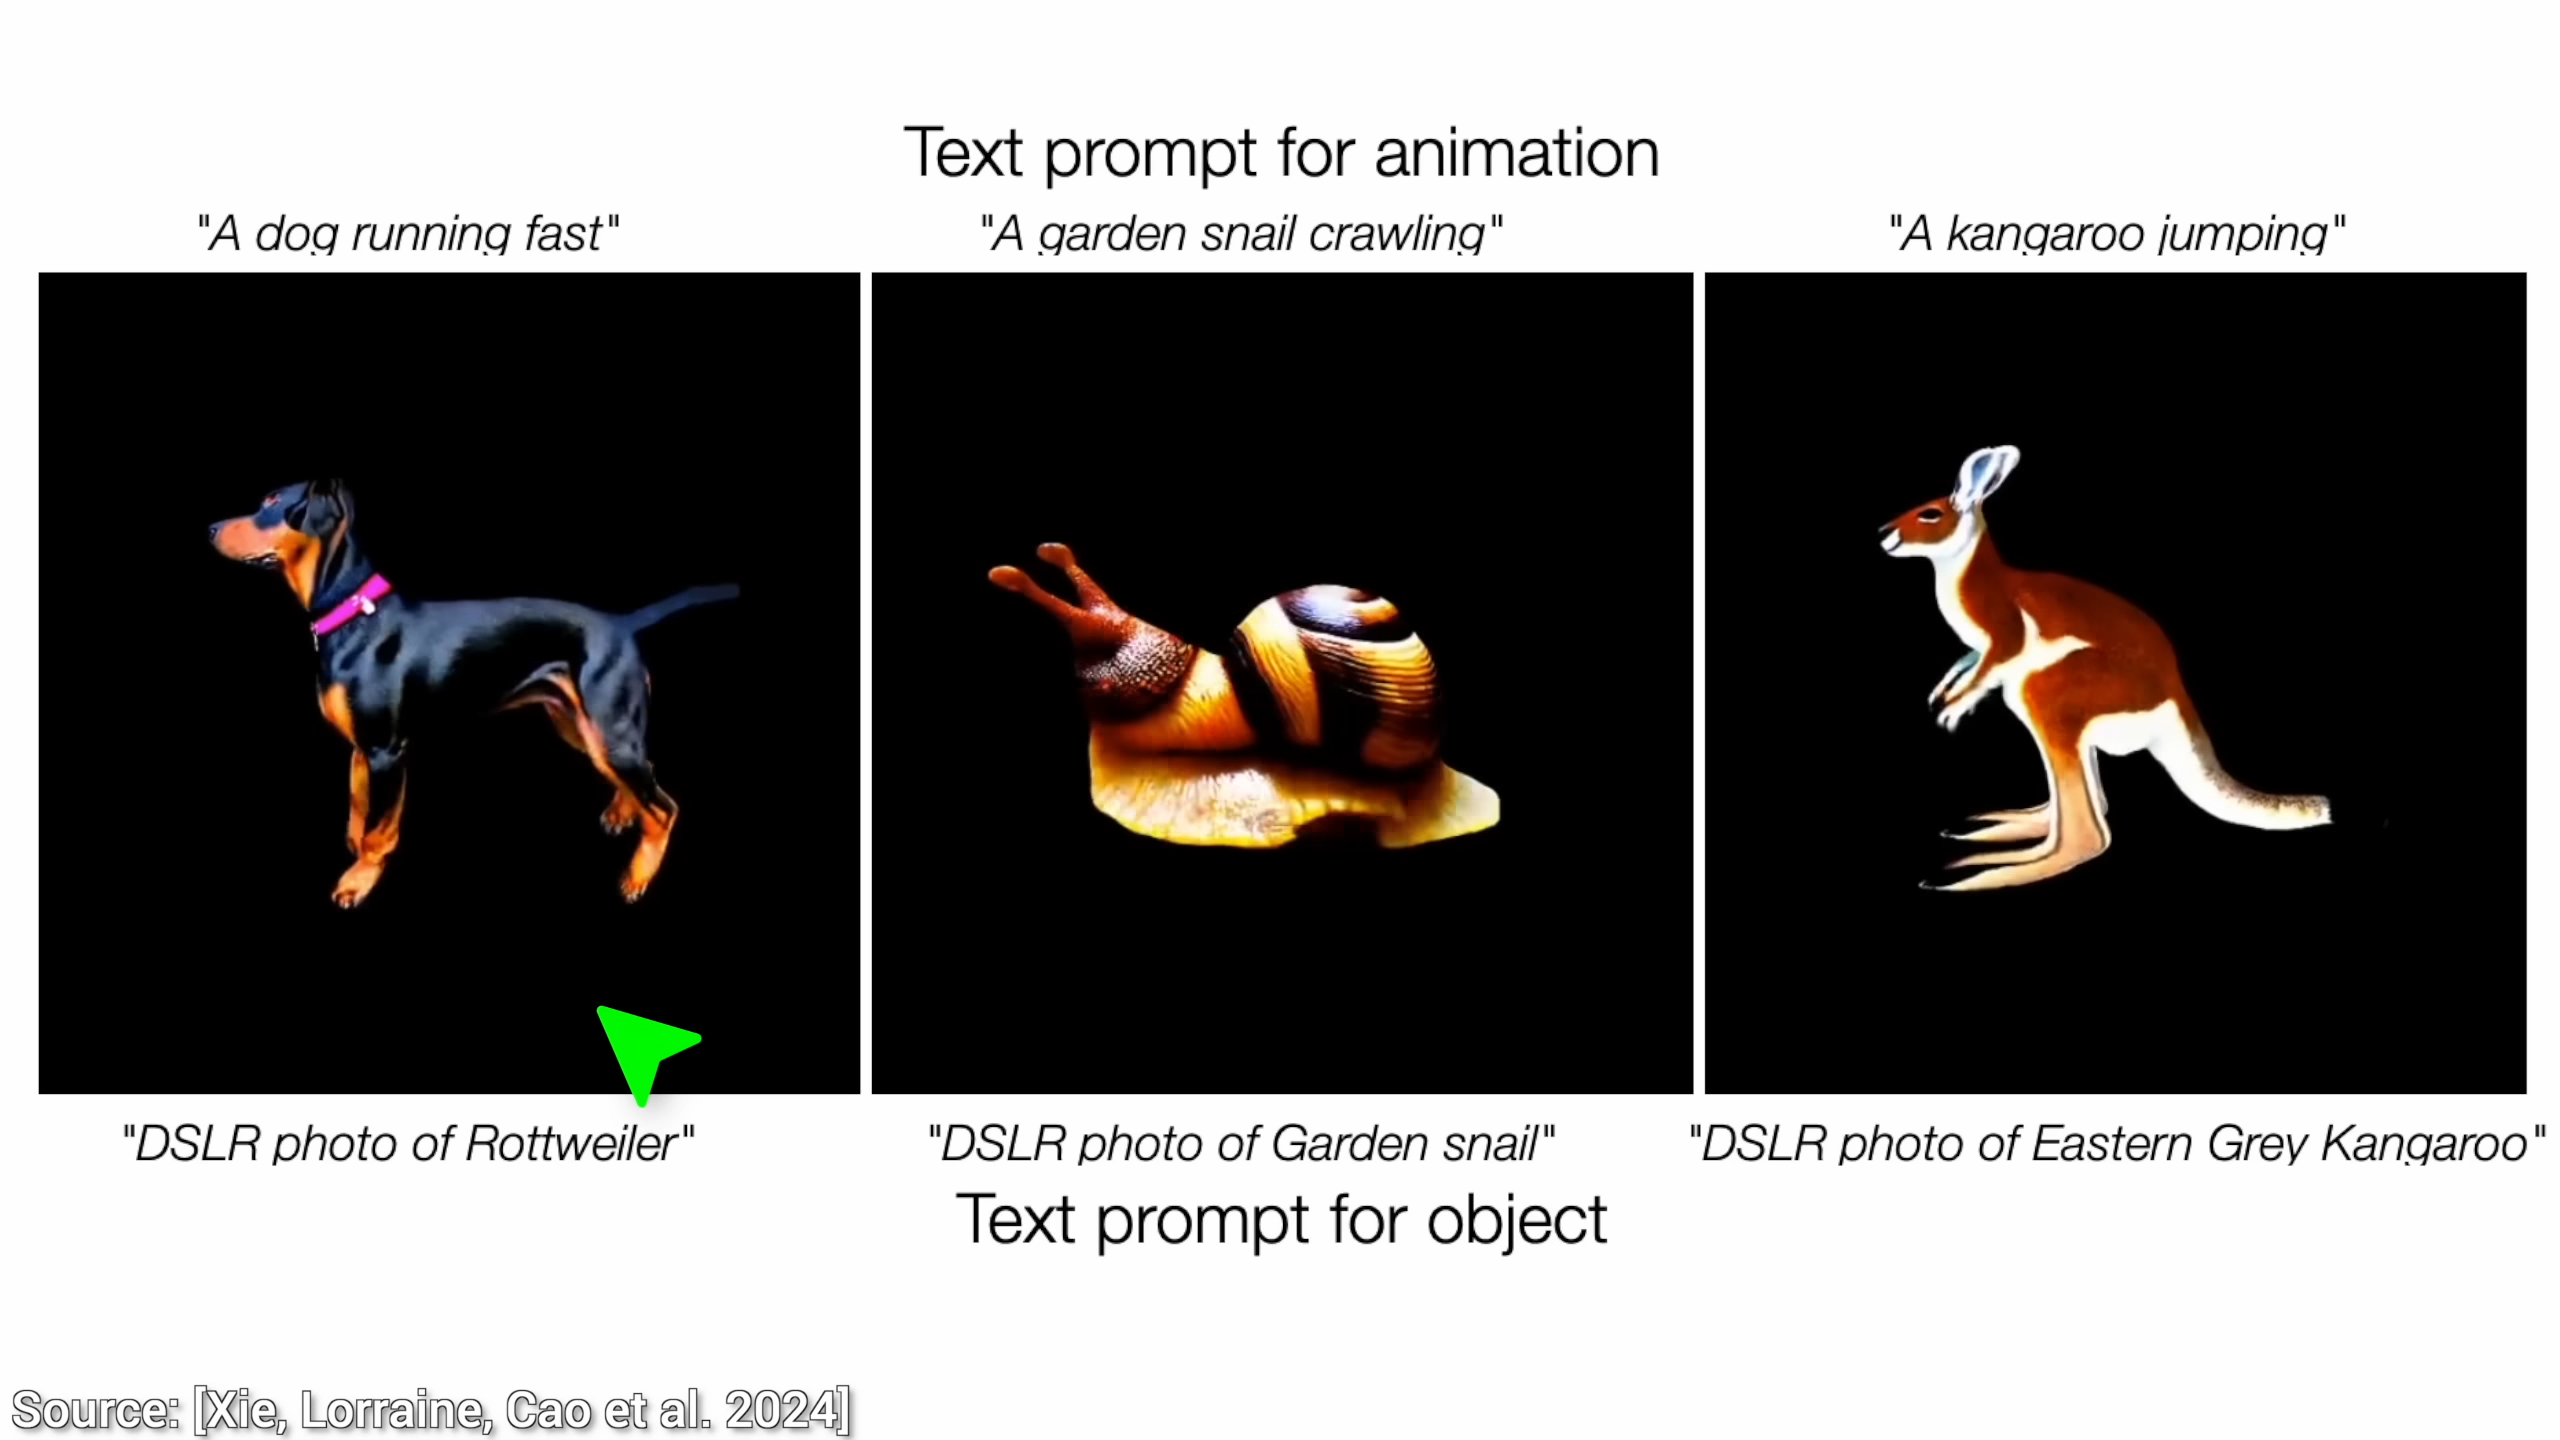 Text prompt for animation
"A dog running fast" "A garden snail crawling" "A kangaroo jumping"
"DSLR photo of Rottweiler" "DSLR photo of Garden snail" "DSLR photo of Eastern Grey Kangaroo"
Text prompt for object
Source: [Xie, Lorraine, Cao et al. 2024]